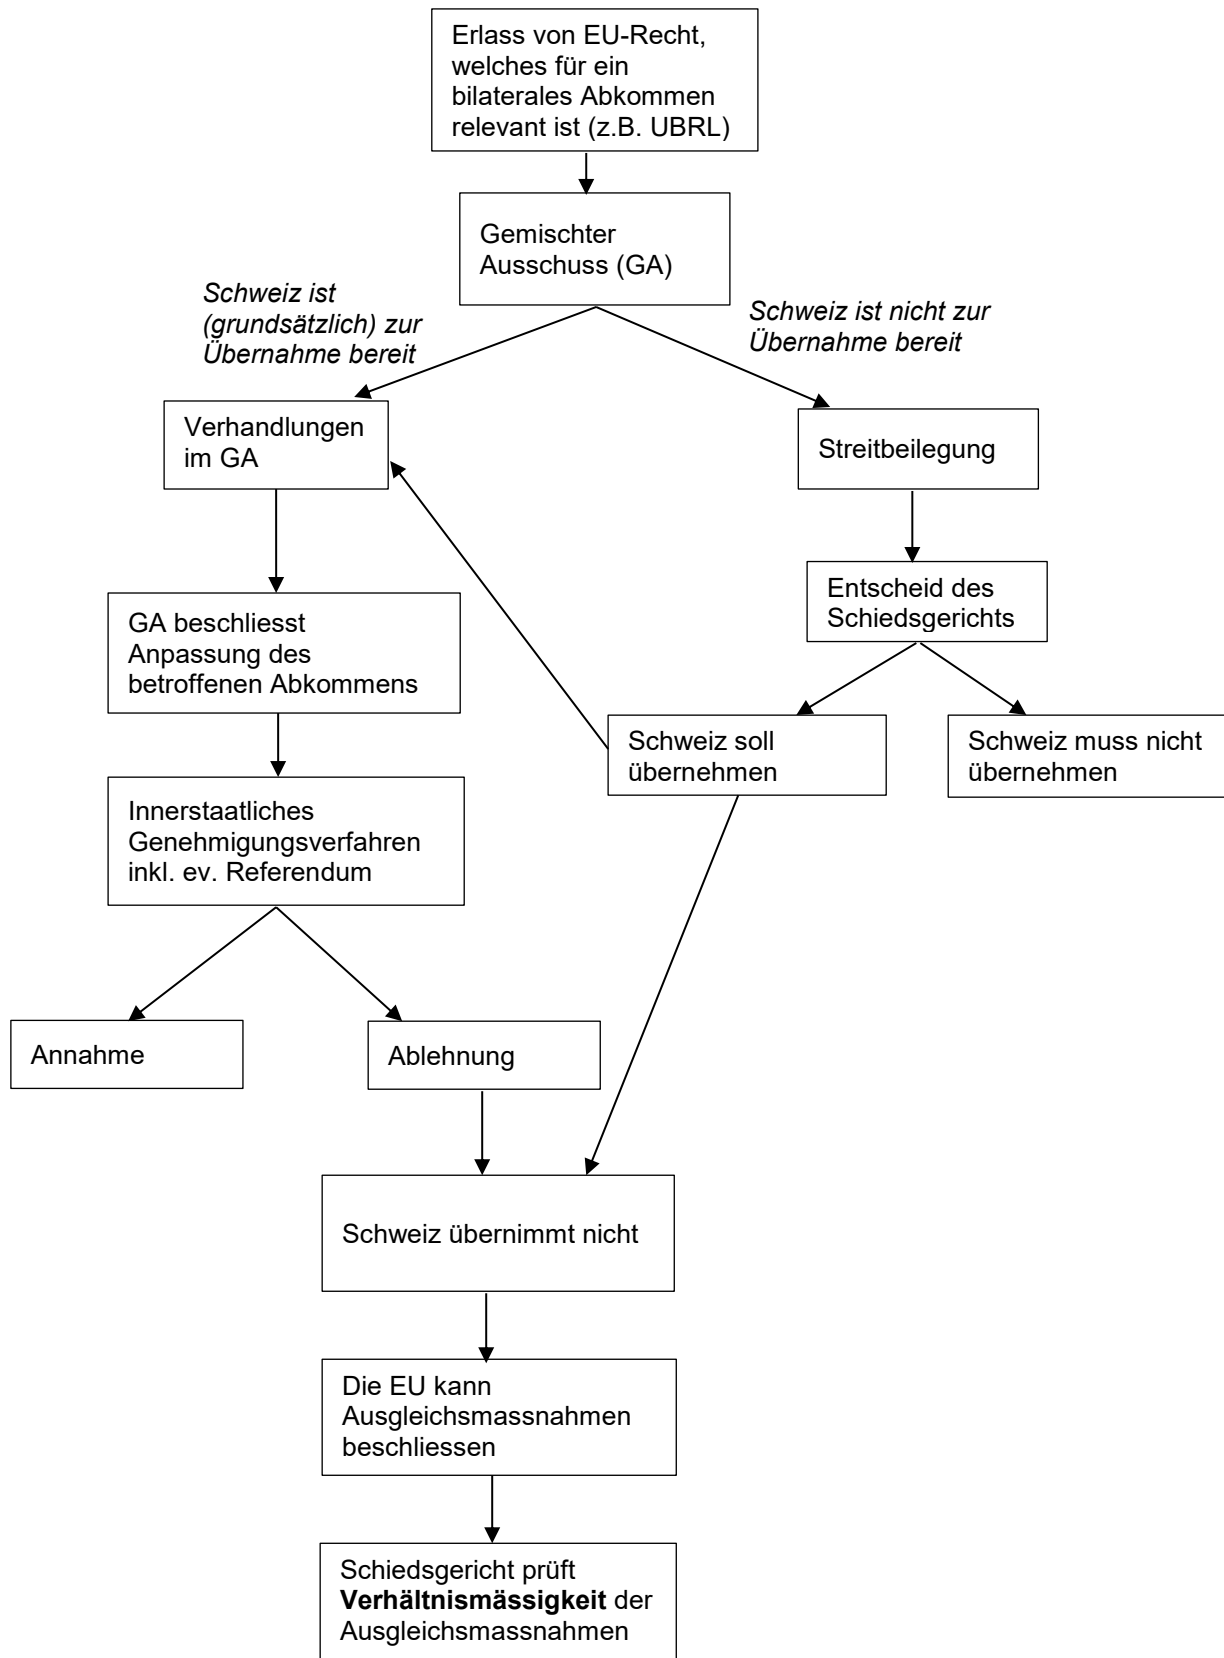 Erlass von EU-Recht,
welches für ein
bilaterales Abkommen
relevant ist (z.B. UBRL)
Gemischter
Ausschuss (GA)
Schweiz ist
(grundsätzlich) zur
Übernahme bereit
Schweiz ist nicht zur
Übernahme bereit
Verhandlungen
im GA
Streitbeilegung
Entscheid des
Schiedsgerichts
GA beschliesst
Anpassung des
betroffenen Abkommens
Schweiz soll
übernehmen
Schweiz muss nicht
übernehmen
Innerstaatliches
Genehmigungsverfahren
inkl. ev. Referendum
Annahme
Ablehnung
Schweiz übernimmt nicht
Die EU kann
Ausgleichsmassnahmen
beschliessen
Schiedsgericht prüft
Verhältnismässigkeit der
Ausgleichsmassnahmen